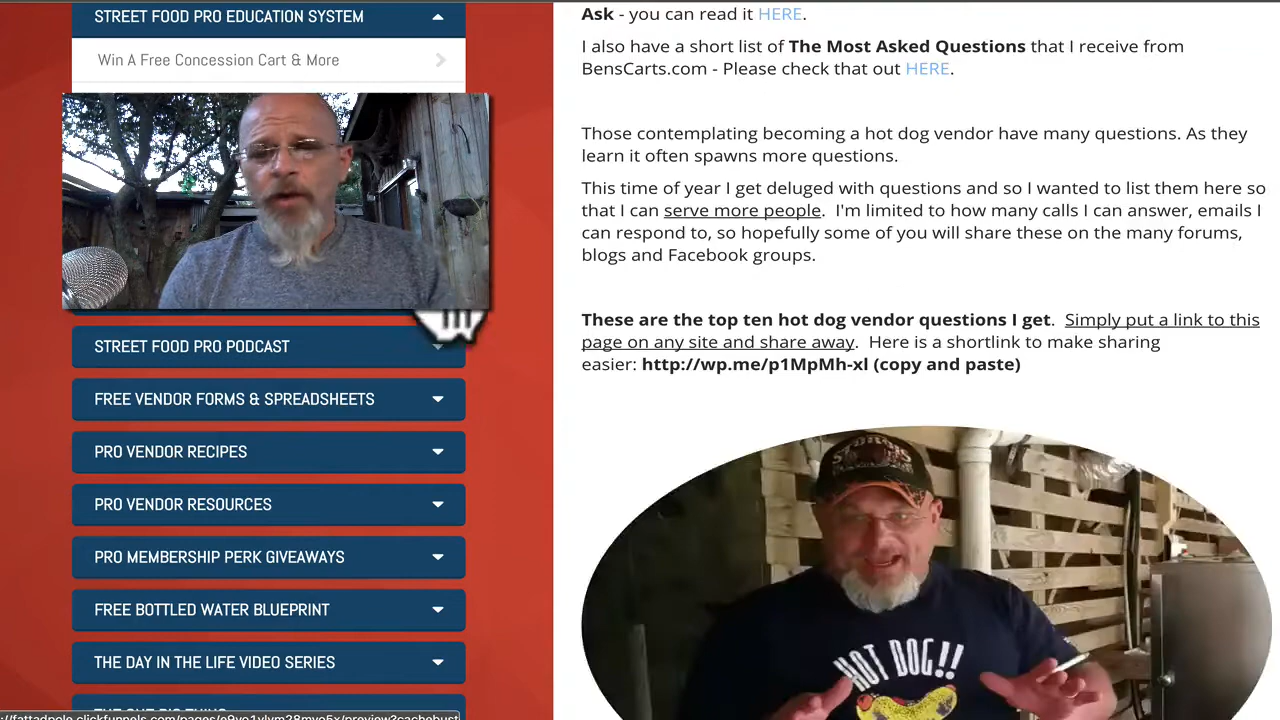 STREET FOOD PRO EDUCATION SYSTEM
Win A Free Concession Cart & More
STREET FOOD PRO PODCAST
FREE VENDOR FORMS & SPREADSHEETS
PRO VENDOR RECIPES
PRO VENDOR RESOURCES
PRO MEMBERSHIP PERK GIVEAWAYS
FREE BOTTLED WATER BLUEPRINT
THE DAY IN THE LIFE VIDEO SERIES
Ask - you can read it HERE.
I also have a short list of The Most Asked Questions that I receive from
BensCarts.com - Please check that out HERE.
Those contemplating becoming a hot dog vendor have many questions. As they
learn it often spawns more questions.
This time of year I get deluged with questions and so I wanted to list them here so
that I can serve more people.  I'm limited to how many calls I can answer, emails I
can respond to, so hopefully some of you will share these on the many forums,
blogs and Facebook groups.
These are the top ten hot dog vendor questions I get.  Simply put a link to this
page on any site and share away.  Here is a shortlink to make sharing
easier: http://wp.me/p1MpMh-xl (copy and paste)
HOT DOG!!